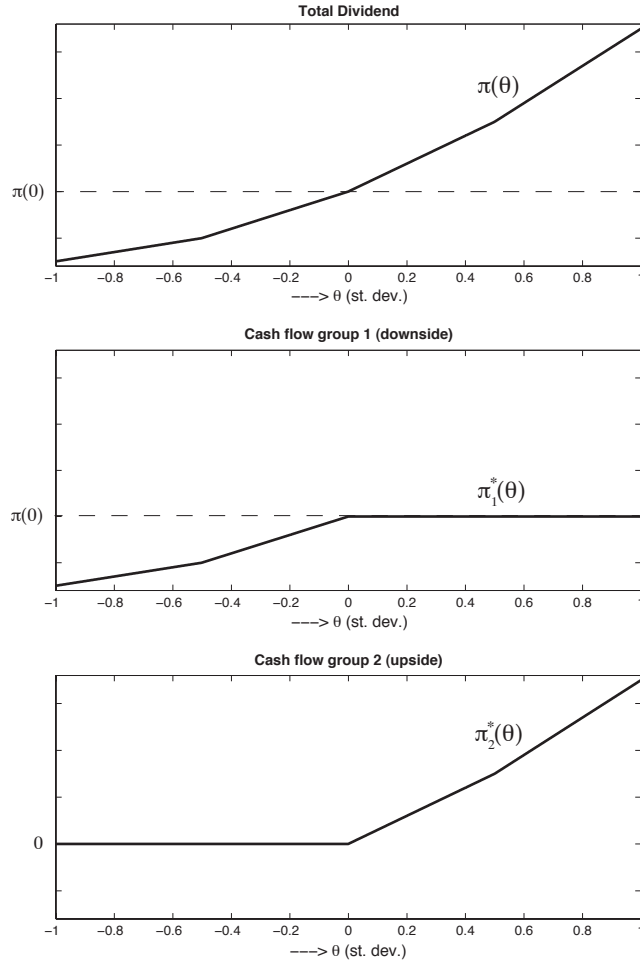 Total Dividend
π(θ)
π(0)
−1 −0.8 −0.6 −0.4 −0.2 0 0.2 0.4 0.6 0.8 1
−−−> θ (st. dev.)
Cash flow group 1 (downside)
π₁*(θ)
π(0)
−1 −0.8 −0.6 −0.4 −0.2 0 0.2 0.4 0.6 0.8 1
−−−> θ (st. dev.)
Cash flow group 2 (upside)
π₂*(θ)
0
−1 −0.8 −0.6 −0.4 −0.2 0 0.2 0.4 0.6 0.8 1
−−−> θ (st. dev.)